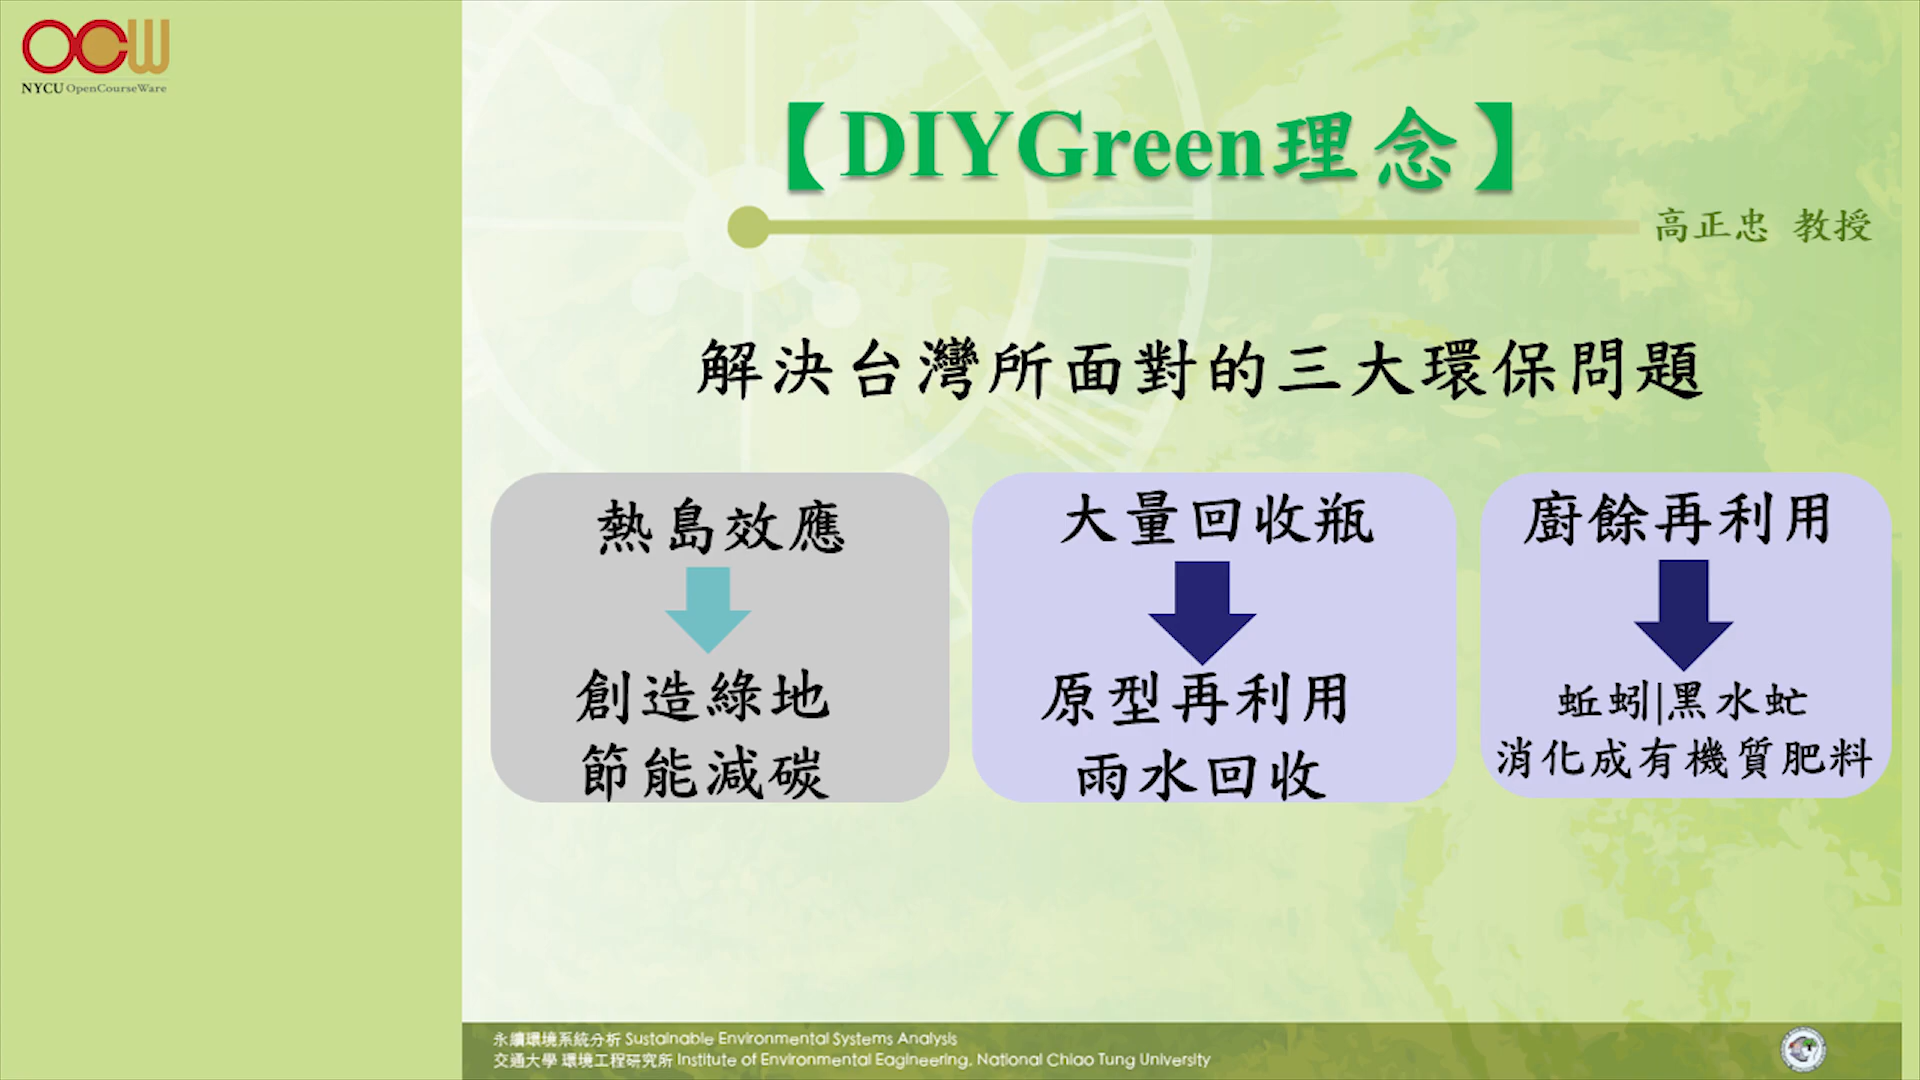 OCW
NYCU OpenCourseWare
【DIYGreen理念】
高正忠 教授
解決台灣所面對的三大環保問題
熱島效應
創造綠地
節能減碳
大量回收瓶
原型再利用
雨水回收
廚餘再利用
蚯蚓|黑水虻
消化成有機質肥料
永續環境系統分析 Sustainable Environmental Systems Analysis
交通大學 環境工程研究所 Institute of Environmental Eagineering, National Chiao Tung University